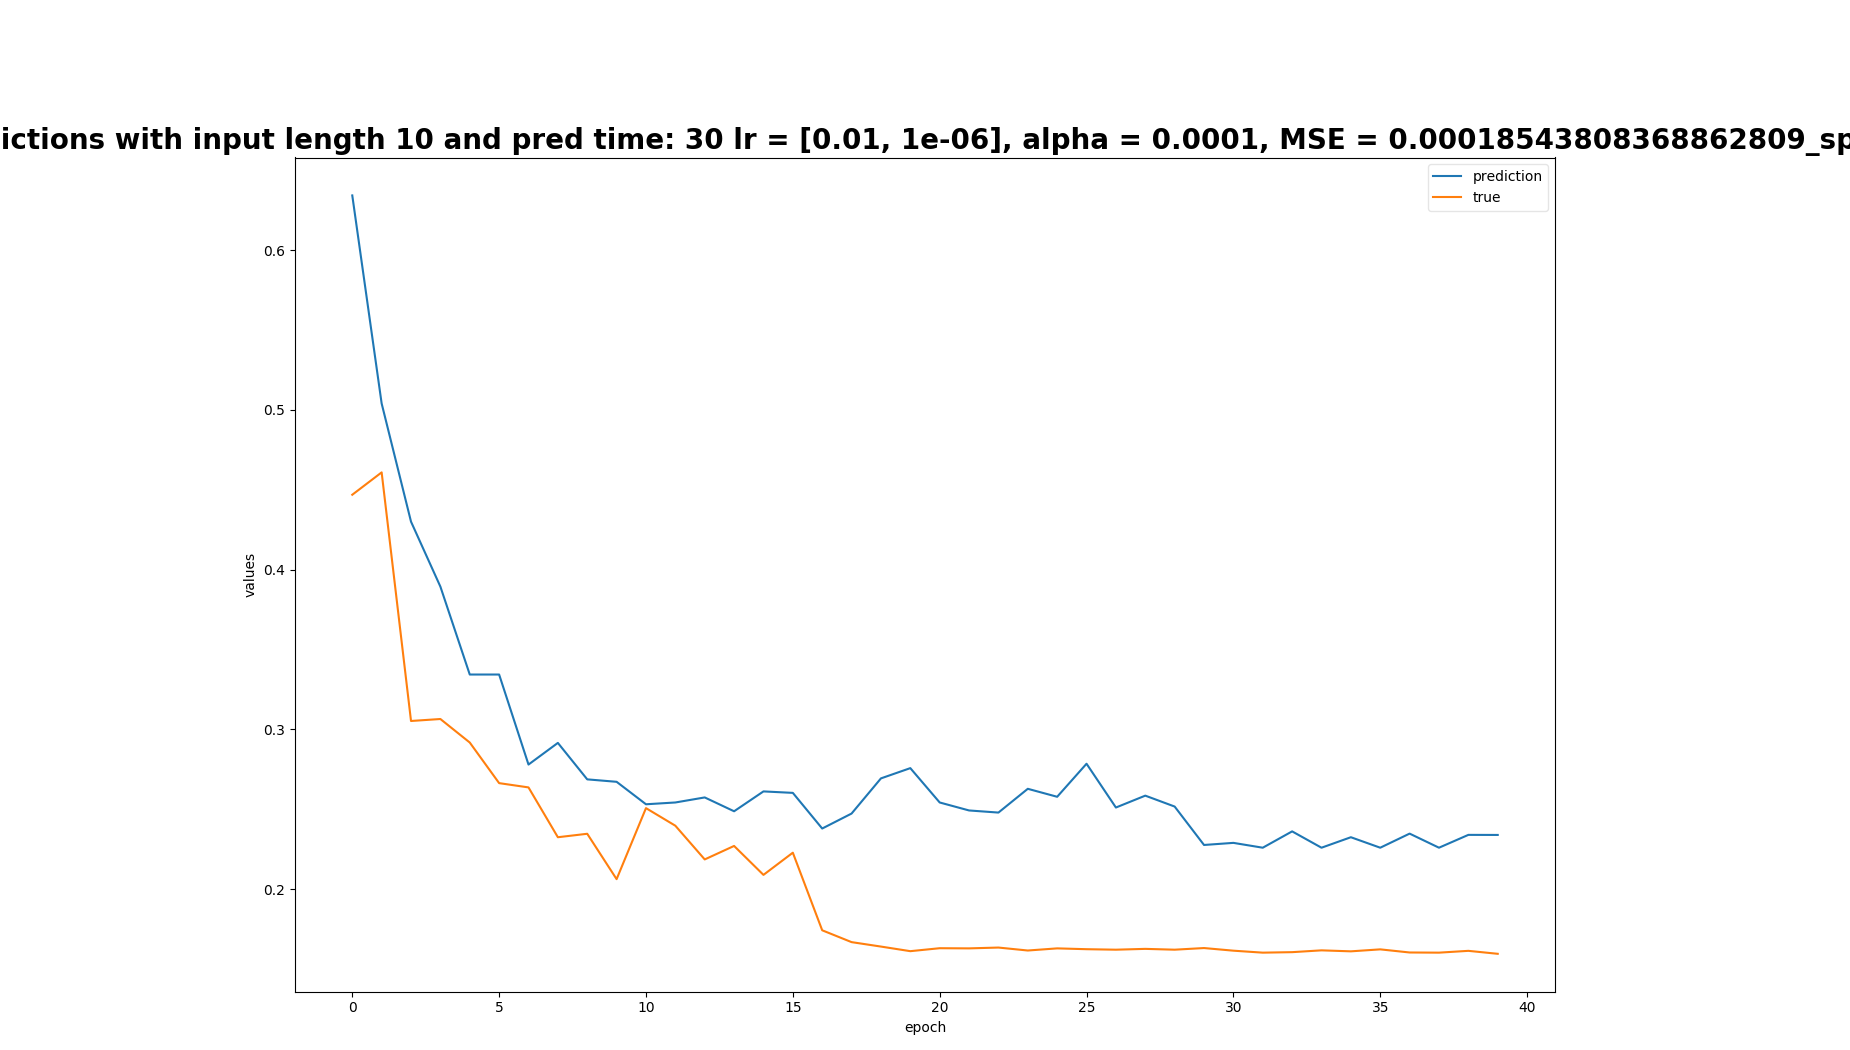 ictions with input length 10 and pred time: 30 lr = [0.01, 1e-06], alpha = 0.0001, MSE = 0.00018543808368862809_sp
prediction
true
0.6
0.5
0.4
0.3
0.2
values
0 5 10 15 20 25 30 35 40
epoch